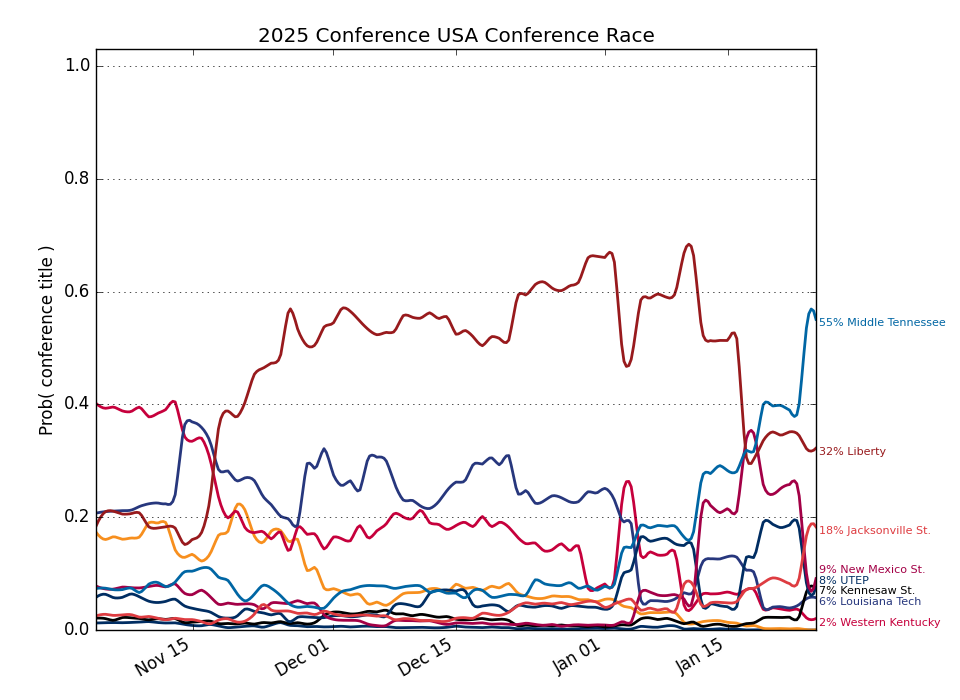 2025 Conference USA Conference Race
Prob( conference title )
1.0
0.8
0.6
0.4
0.2
0.0
Nov 15
Dec 01
Dec 15
Jan 01
Jan 15
55% Middle Tennessee
32% Liberty
18% Jacksonville St.
9% New Mexico St.
8% UTEP
7% Kennesaw St.
6% Louisiana Tech
2% Western Kentucky